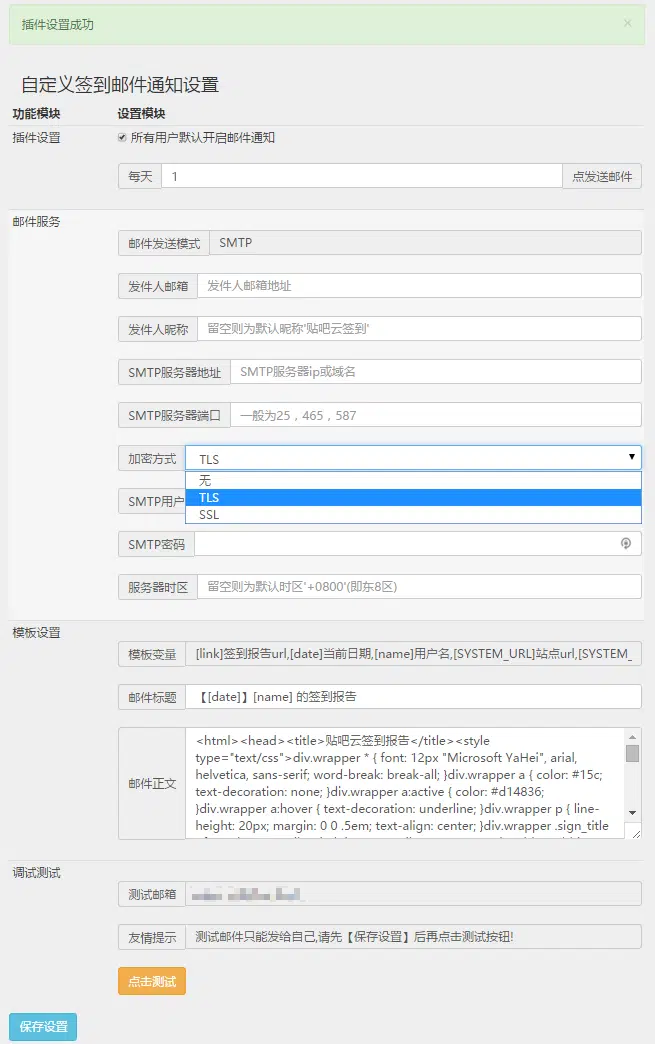 插件设置成功
×
自定义签到邮件通知设置
功能模块 设置模块
插件设置 所有用户默认开启邮件通知
每天 1 点发送邮件
邮件服务
邮件发送模式 SMTP
发件人邮箱 发件人邮箱地址
发件人昵称 留空则为默认昵称'贴吧云签到'
SMTP服务器地址 SMTP服务器ip或域名
SMTP服务器端口 一般为25，465，587
加密方式 TLS
无
TLS
SMTP用户
SSL
SMTP密码
服务器时区 留空则为默认时区'+0800'(即东8区)
模板设置
模板变量 [link]签到报告url,[date]当前日期,[name]用户名,[SYSTEM_URL]站点url,[SYSTEM_
邮件标题 【[date]】[name] 的签到报告
<html><head><title>贴吧云签到报告</title><style
type="text/css">div.wrapper * { font: 12px "Microsoft YaHei", arial,
helvetica, sans-serif; word-break: break-all; }div.wrapper a { color: #15c;
邮件正文 text-decoration: none; }div.wrapper a:active { color: #d14836;
}div.wrapper a:hover { text-decoration: underline; }div.wrapper p { line-
height: 20px; margin: 0 0 .5em; text-align: center; }div.wrapper .sign_title
调试测试
测试邮箱
友情提示 测试邮件只能发给自己,请先【保存设置】后再点击测试按钮!
点击测试
保存设置